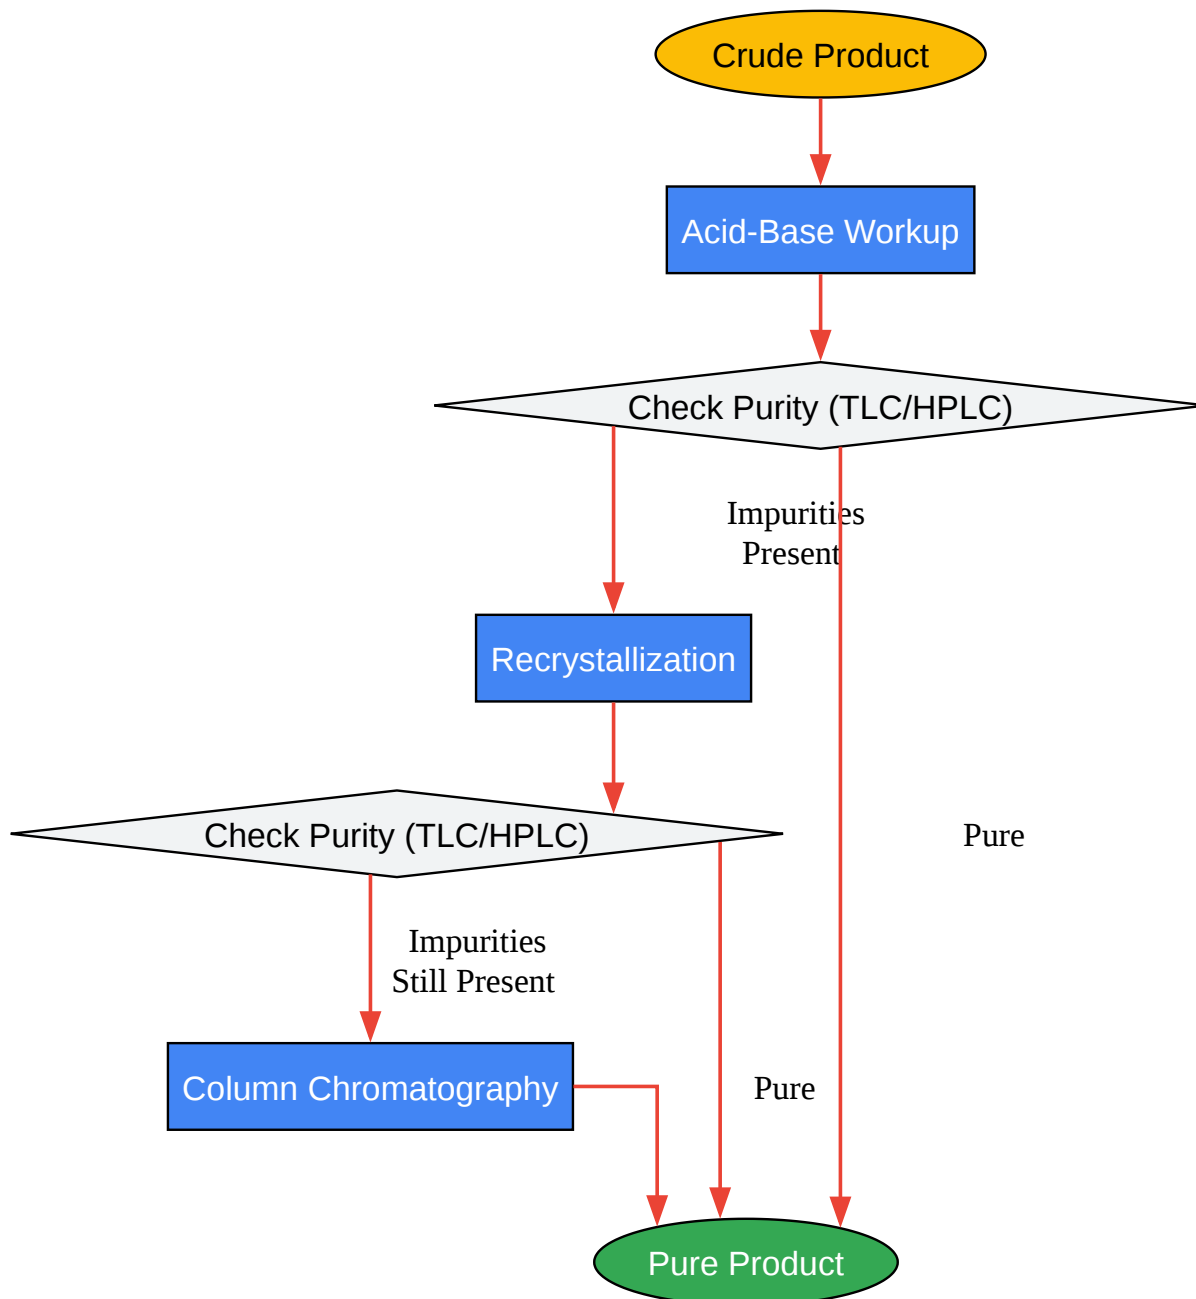 Crude Product
Acid-Base Workup
Check Purity (TLC/HPLC)
Impurities
Present
Recrystallization
Check Purity (TLC/HPLC)
Pure
Impurities
Still Present
Column Chromatography
Pure
Pure Product